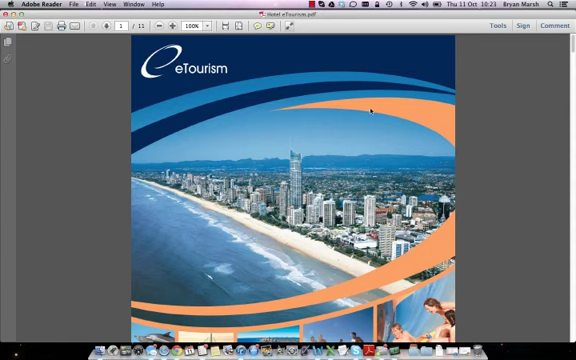 Adobe Reader File Edit View Window Help
Thu 11 Oct 10:23 Bryan Marsh
Hotel eTourism.pdf
1 / 11
100%
Tools Sign Comment
eTourism